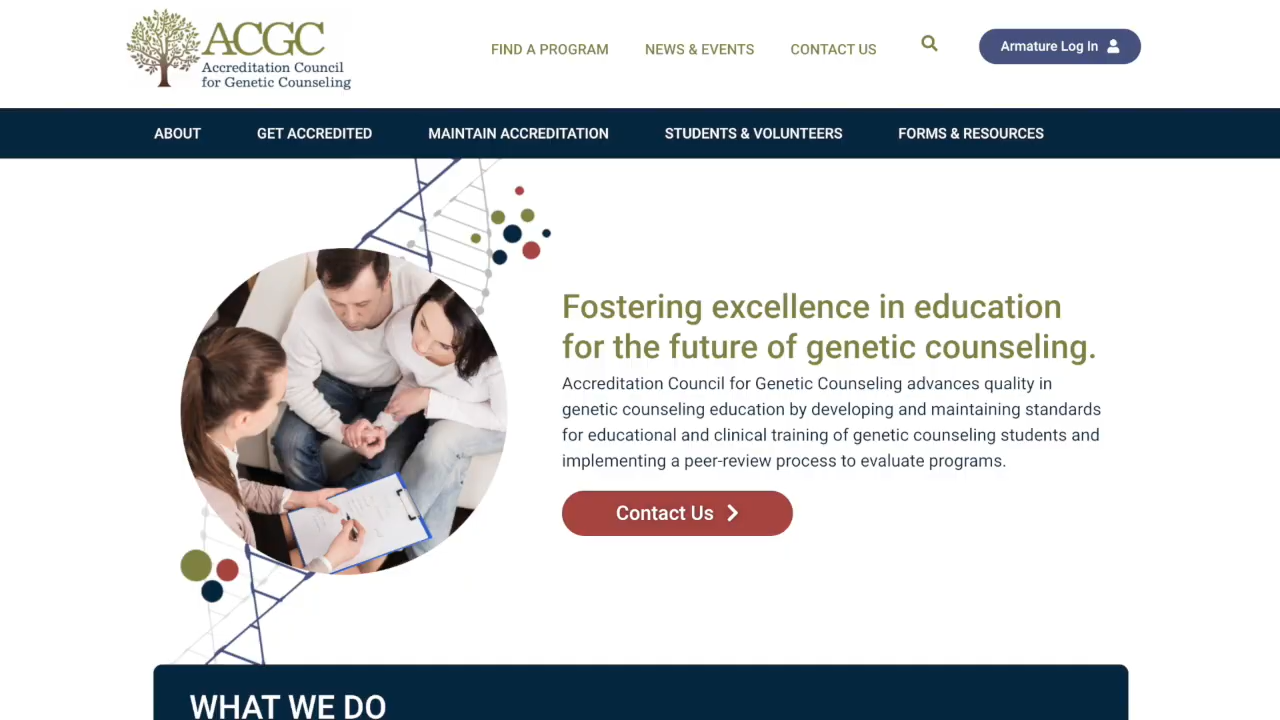 ACGC
Accreditation Council
for Genetic Counseling
FIND A PROGRAM
NEWS & EVENTS
CONTACT US
Armature Log In
ABOUT
GET ACCREDITED
MAINTAIN ACCREDITATION
STUDENTS & VOLUNTEERS
FORMS & RESOURCES
Fostering excellence in education
for the future of genetic counseling.
Accreditation Council for Genetic Counseling advances quality in
genetic counseling education by developing and maintaining standards
for educational and clinical training of genetic counseling students and
implementing a peer-review process to evaluate programs.
Contact Us
WHAT WE DO